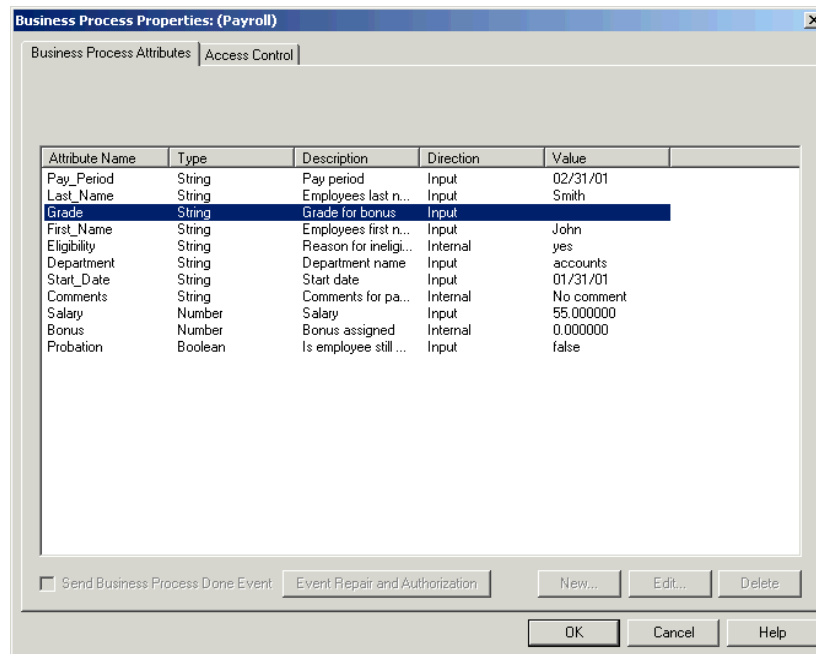 Business Process Properties: (Payroll)
Business Process Attributes Access Control
Attribute Name Type Description Direction Value
Pay_Period String Pay period Input 02/31/01
Last_Name String Employees last n... Input Smith
Grade String Grade for bonus Input
First_Name String Employees first n... Input John
Eligibility String Reason for ineligi... Internal yes
Department String Department name Input accounts
Start_Date String Start date Input 01/31/01
Comments String Comments for pa... Internal No comment
Salary Number Salary Input 55.000000
Bonus Number Bonus assigned Internal 0.000000
Probation Boolean Is employee still ... Input false
Send Business Process Done Event Event Repair and Authorization New... Edit... Delete
OK Cancel Help